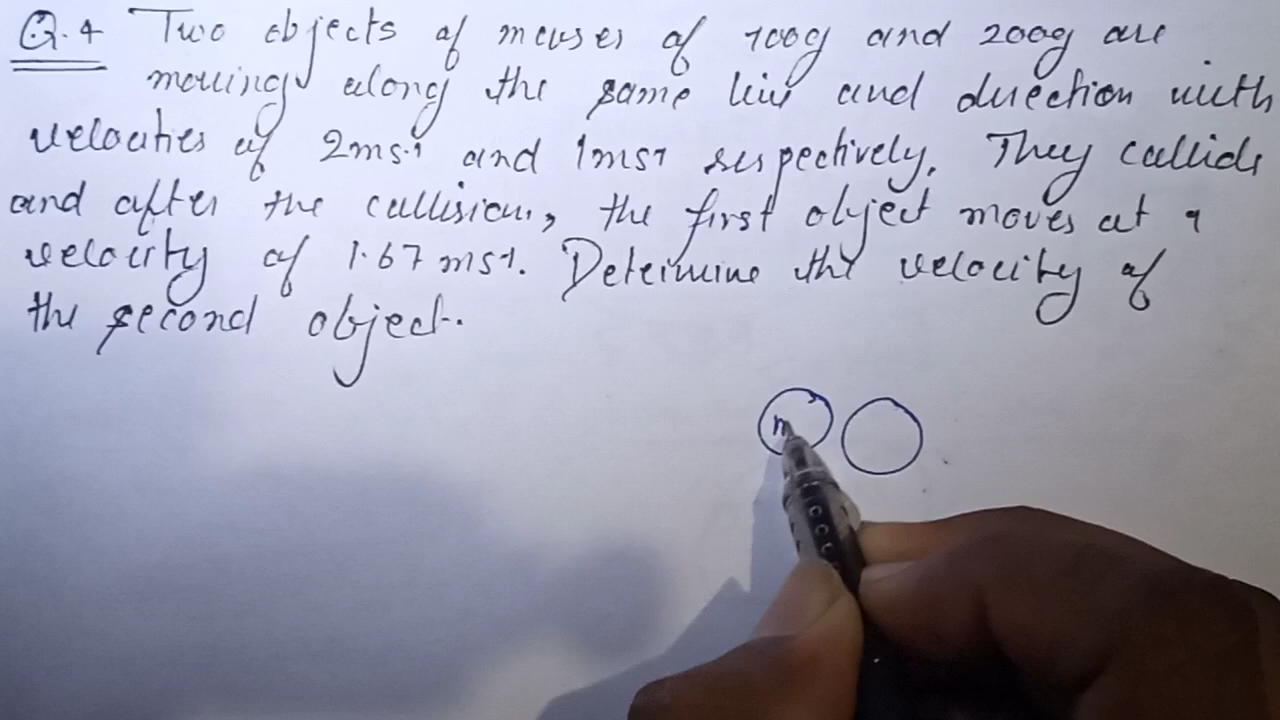 Q.4 Two objects of masses of 100g and 200g are
moving along the same line and direction with
velocities of 2ms-1 and 1ms-1 respectively. They collide
and after the collision, the first object moves at a
velocity of 1.67 ms-1. Determine the velocity of
the second object.
m